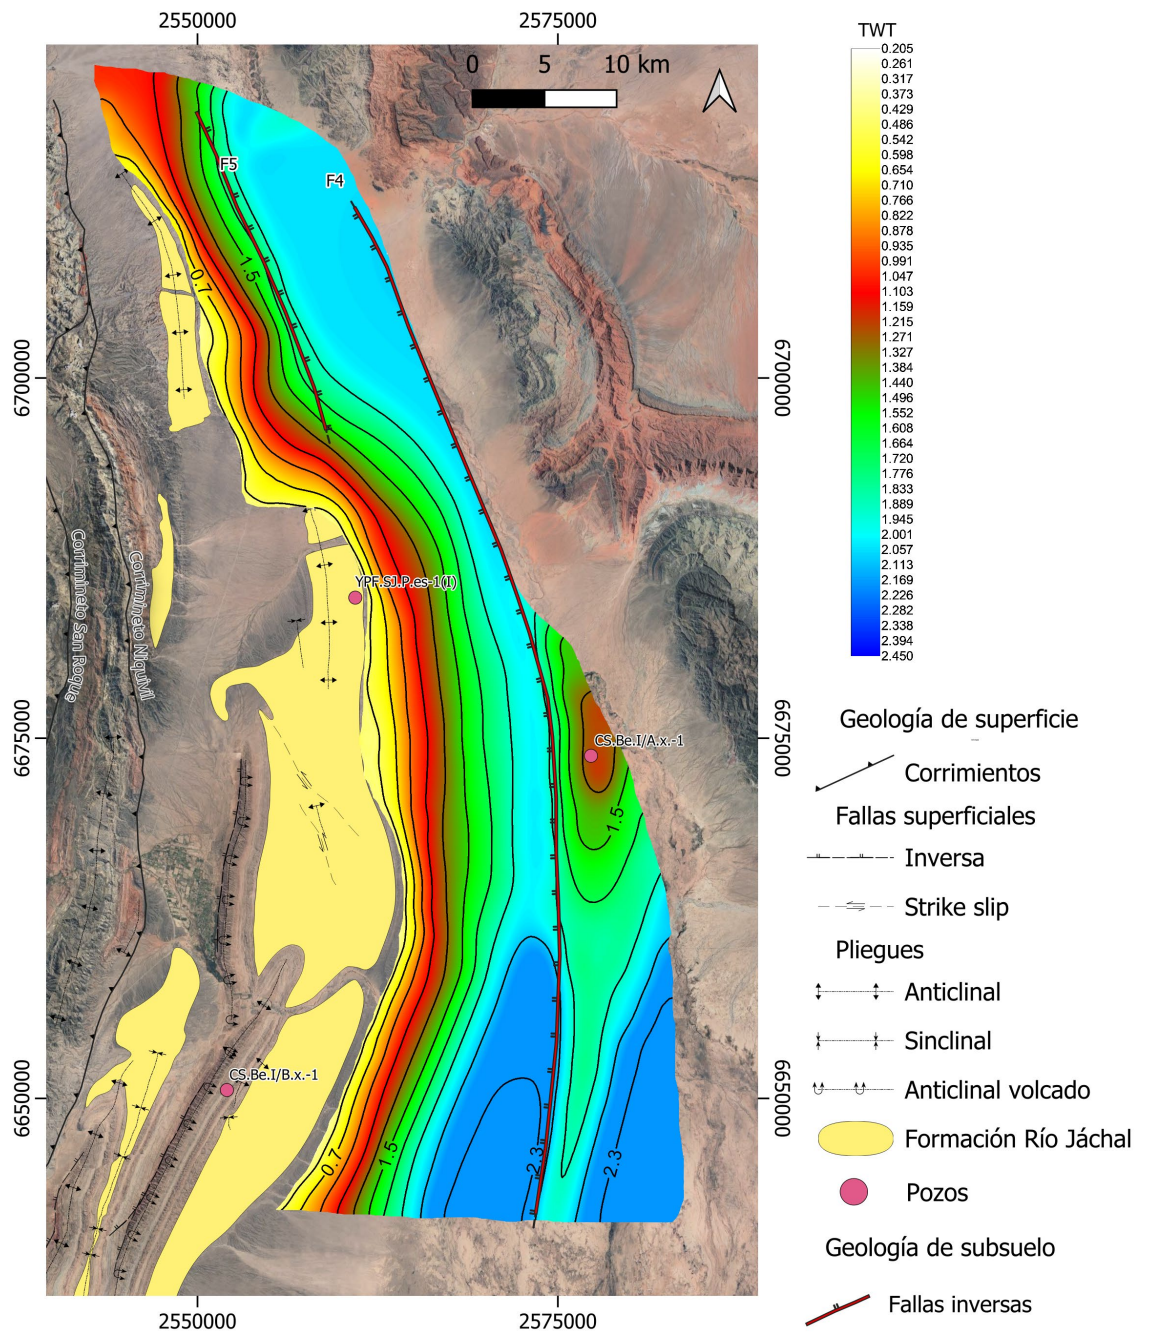 2550000
2575000
TWT
0.205
0.261
0.317
0.373
0.429
0.486
0.542
0.598
0.654
0.710
0.766
0.822
0.878
0.935
0.991
1.047
1.103
1.159
1.215
1.271
1.327
1.384
1.440
1.496
1.552
1.608
1.664
1.720
1.776
1.833
1.889
1.945
2.001
2.057
2.113
2.169
2.226
2.282
2.338
2.394
2.450
0 5 10 km
F5
F4
1.5
0.7
6700000
6700000
Corrimineto San Roque
Corrimineto Niquivil
YPF.SJ.P.es-1(I)
6675000
6675000
CS.Be.I/A.x.-1
1.5
6650000
6650000
CS.Be.I/B.x.-1
0.7
1.5
2.3
2.3
2550000
2575000
Geología de superficie
Corrimientos
Fallas superficiales
Inversa
Strike slip
Pliegues
Anticlinal
Sinclinal
Anticlinal volcado
Formación Río Jáchal
Pozos
Geología de subsuelo
Fallas inversas